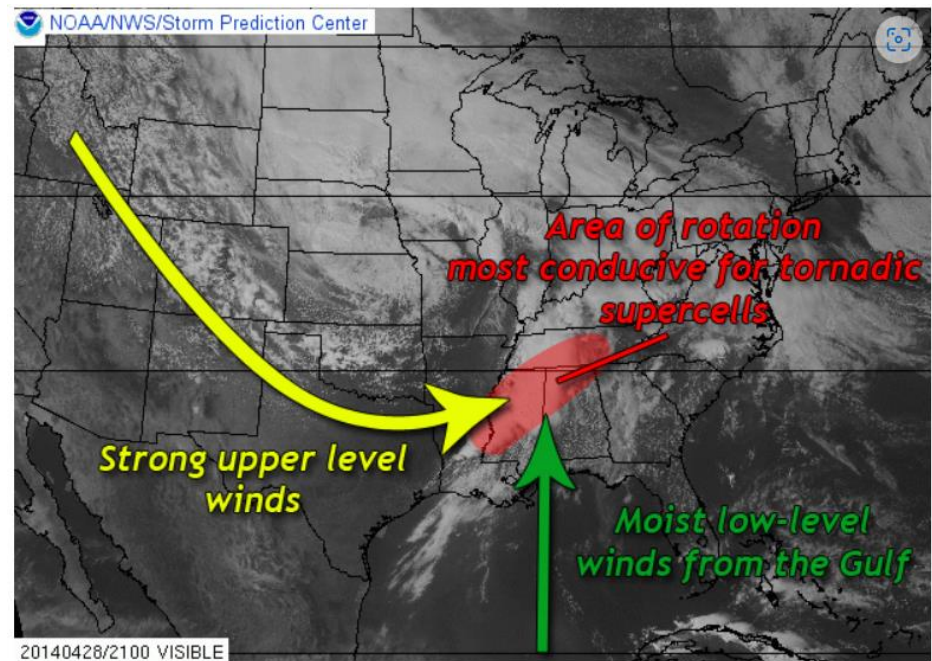 NOAA/NWS/Storm Prediction Center
Area of rotation
most conducive for tornadic
supercells
Strong upper level
winds
Moist low-level
winds from the Gulf
20140428/2100 VISIBLE